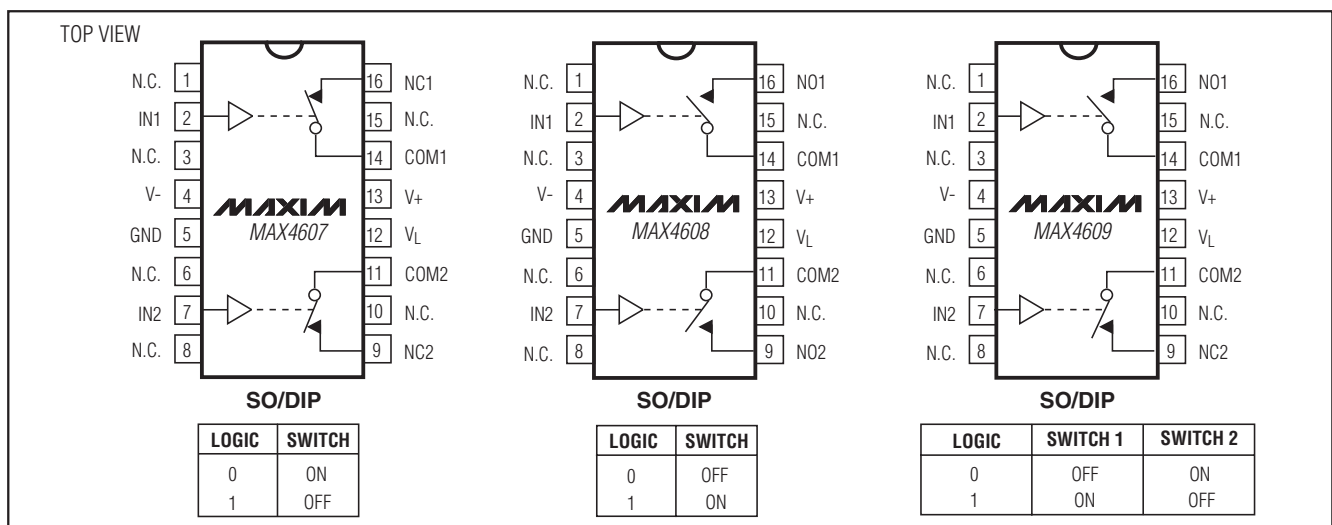 TOP VIEW
N.C. 1 16 NC1
IN1 2 15 N.C.
N.C. 3 14 COM1
V- 4 13 V+
GND 5 12 VL
N.C. 6 11 COM2
IN2 7 10 N.C.
N.C. 8 9 NC2
MAXIM
MAX4607
SO/DIP
LOGIC SWITCH
0 ON
1 OFF
N.C. 1 16 NO1
IN1 2 15 N.C.
N.C. 3 14 COM1
V- 4 13 V+
GND 5 12 VL
N.C. 6 11 COM2
IN2 7 10 N.C.
N.C. 8 9 NO2
MAXIM
MAX4608
SO/DIP
LOGIC SWITCH
0 OFF
1 ON
N.C. 1 16 NO1
IN1 2 15 N.C.
N.C. 3 14 COM1
V- 4 13 V+
GND 5 12 VL
N.C. 6 11 COM2
IN2 7 10 N.C.
N.C. 8 9 NC2
MAXIM
MAX4609
SO/DIP
LOGIC SWITCH 1 SWITCH 2
0 OFF ON
1 ON OFF